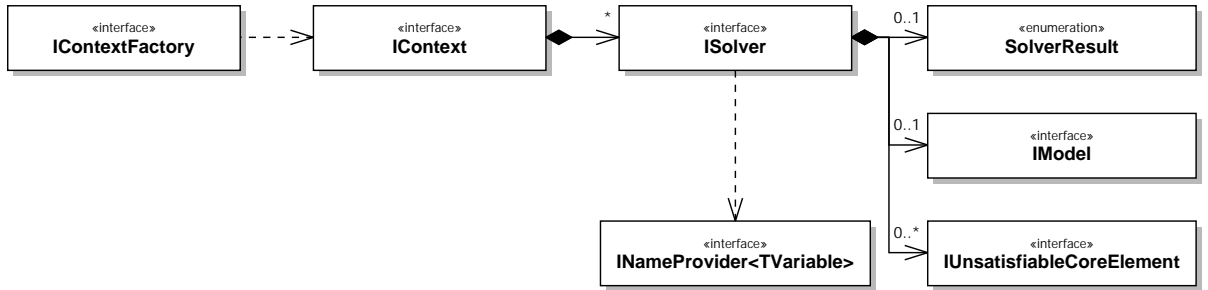 «interface»
IContextFactory
«interface»
IContext
*
«interface»
ISolver
0..1
«enumeration»
SolverResult
0..1
«interface»
IModel
«interface»
INameProvider<TVariable>
0..*
«interface»
IUnsatisfiableCoreElement